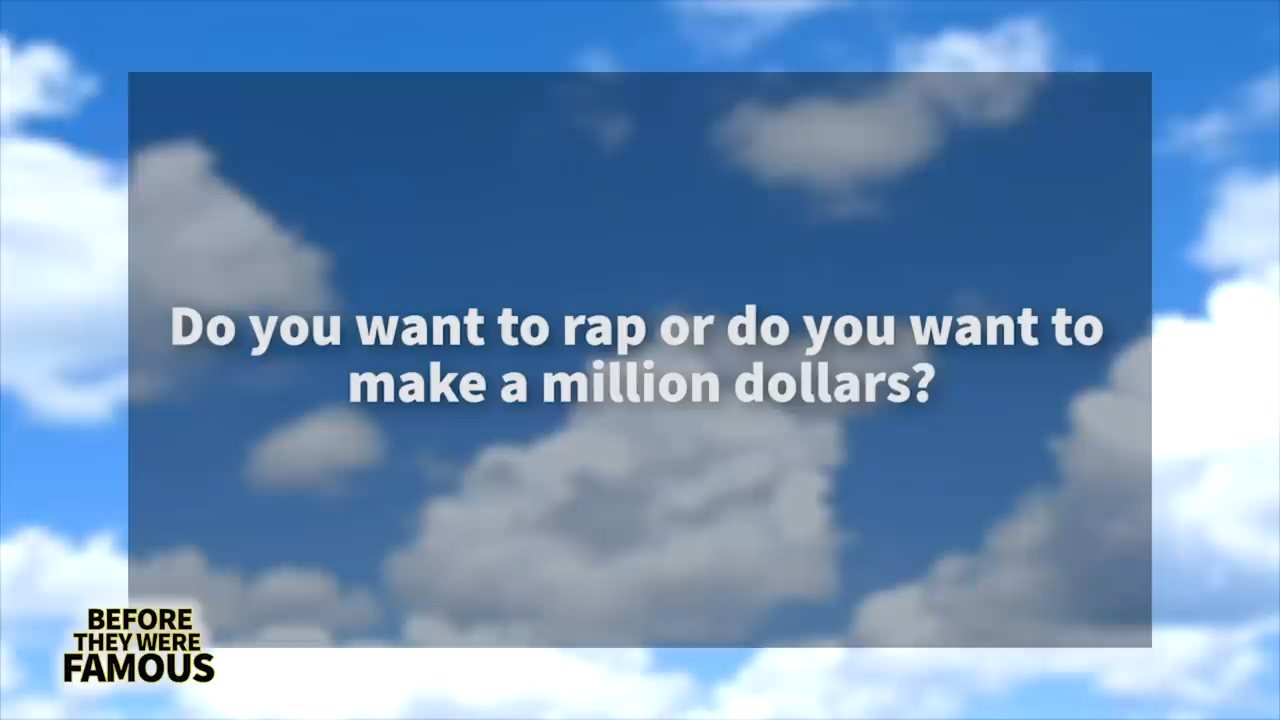 Do you want to rap or do you want to
make a million dollars?
BEFORE
THEY WERE
FAMOUS